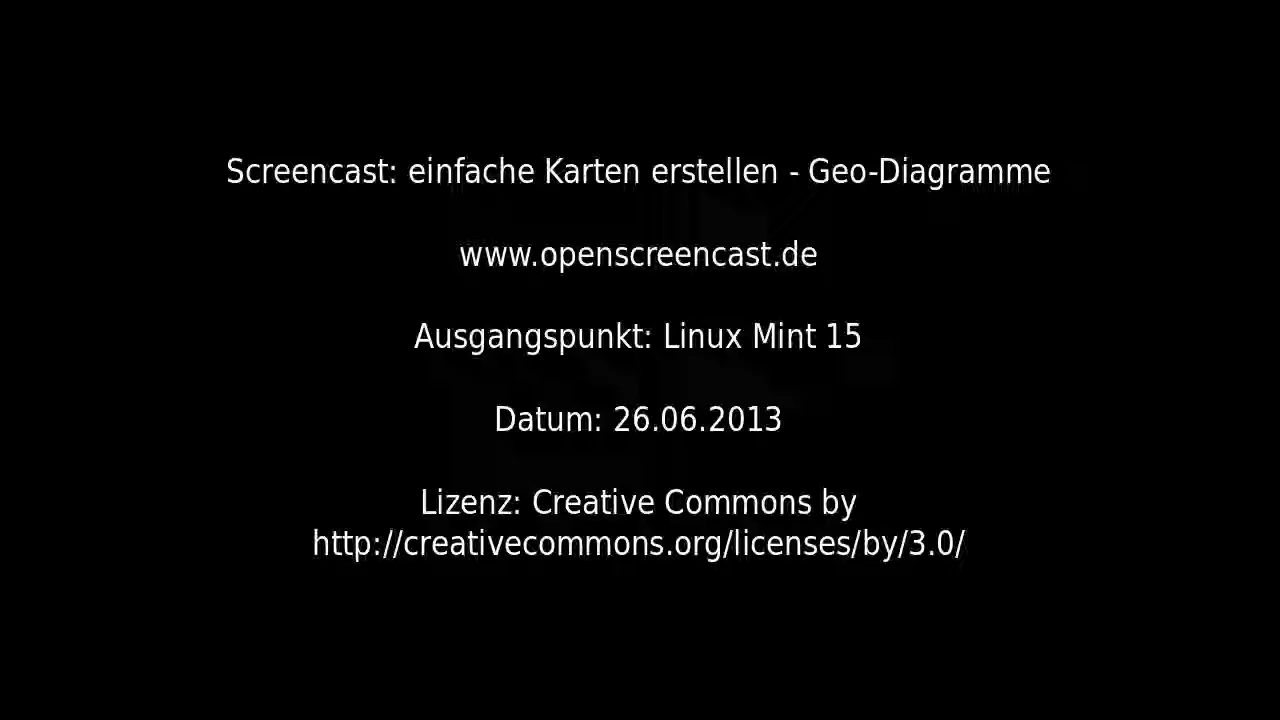 Screencast: einfache Karten erstellen - Geo-Diagramme
www.openscreencast.de
Ausgangspunkt: Linux Mint 15
Datum: 26.06.2013
Lizenz: Creative Commons by
http://creativecommons.org/licenses/by/3.0/